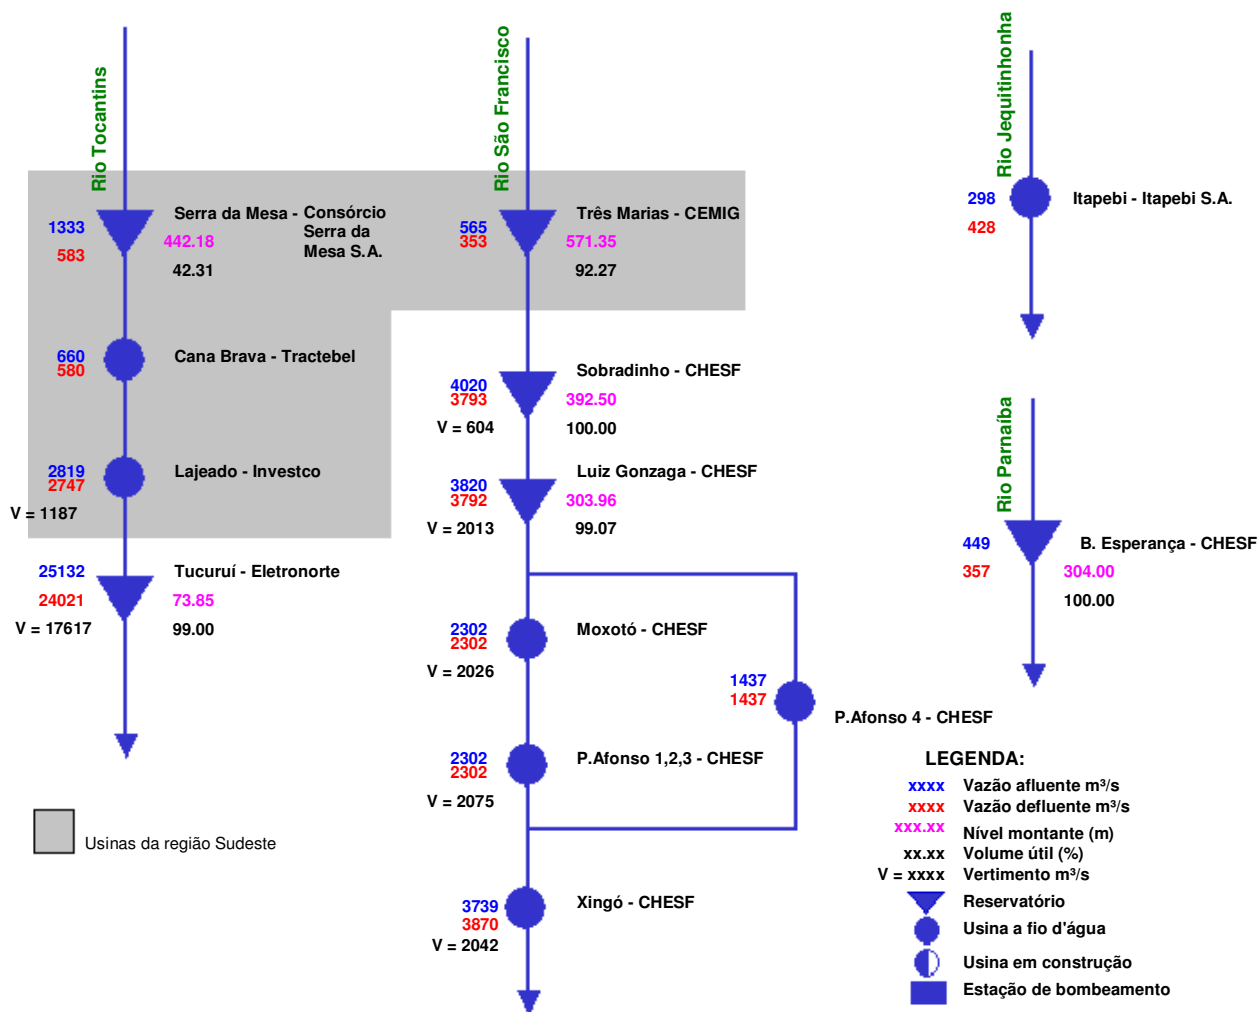 Rio Tocantins
1333
583
Serra da Mesa - Consórcio
Serra da
Mesa S.A.
442.18
42.31
660
580
Cana Brava - Tractebel
2819
2747
Lajeado - Investco
V = 1187
25132
24021
V = 17617
Tucuruí - Eletronorte
73.85
99.00
Usinas da região Sudeste
Rio São Francisco
565
353
Três Marias - CEMIG
571.35
92.27
Sobradinho - CHESF
4020
3793
392.50
V = 604
100.00
Luiz Gonzaga - CHESF
3820
3792
303.96
V = 2013
99.07
2302
2302
Moxotó - CHESF
V = 2026
1437
1437
P.Afonso 4 - CHESF
2302
2302
P.Afonso 1,2,3 - CHESF
V = 2075
3739
3870
Xingó - CHESF
V = 2042
Rio Jequitinhonha
298
428
Itapebi - Itapebi S.A.
Rio Parnaíba
449
357
B. Esperança - CHESF
304.00
100.00
LEGENDA:
xxxx Vazão afluente m³/s
xxxx Vazão defluente m³/s
xxx.xx Nível montante (m)
xx.xx Volume útil (%)
V = xxxx Vertimento m³/s
Reservatório
Usina a fio d'água
Usina em construção
Estação de bombeamento